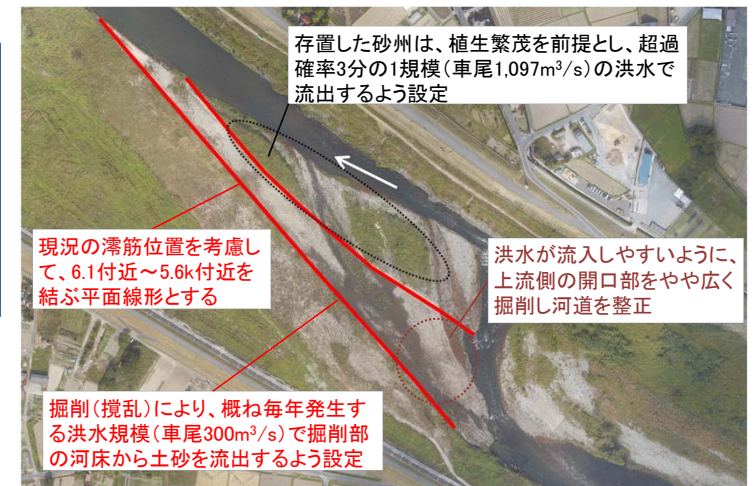 存置した砂州は、植生繁茂を前提とし、超過
確率3分の1規模（車尾1,097m³/s）の洪水で
流出するよう設定
現況の澪筋位置を考慮し
て、6.1付近～5.6k付近を
結ぶ平面線形とする
洪水が流入しやすいように、
上流側の開口部をやや広く
掘削し河道を整正
掘削（撹乱）により、概ね毎年発生す
る洪水規模（車尾300m³/s）で掘削部
の河床から土砂を流出するよう設定